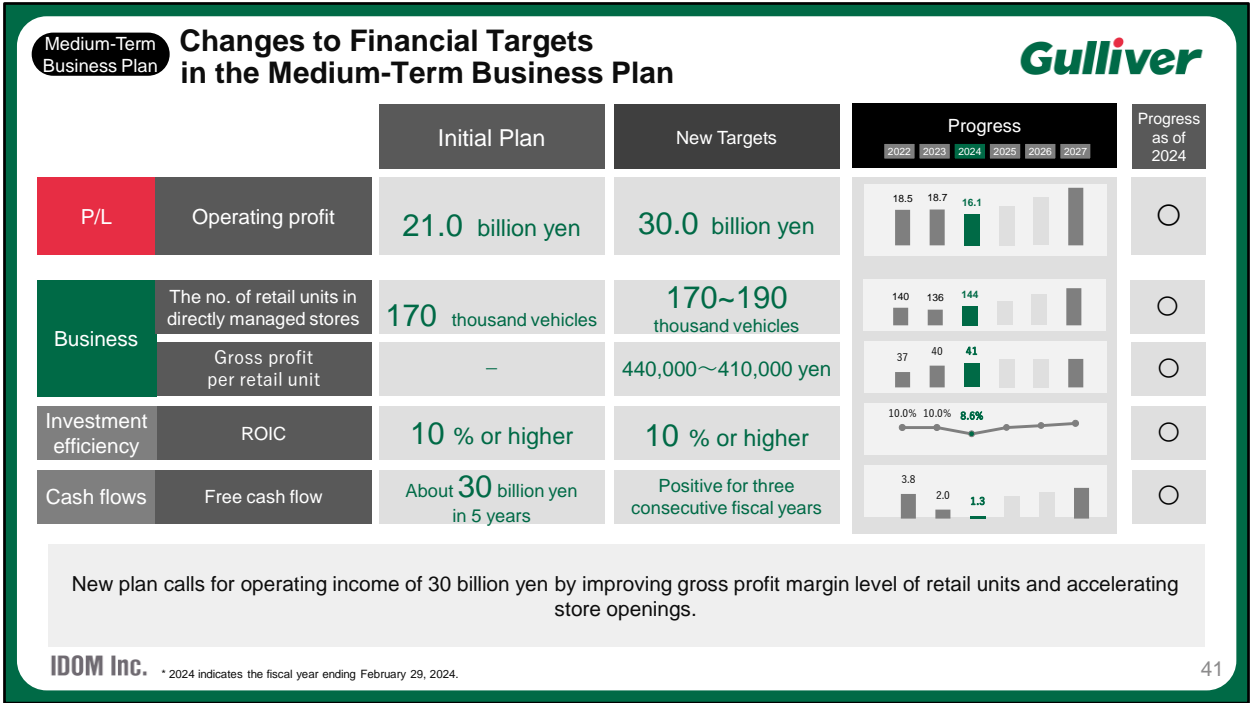 Medium-Term
Business Plan
Changes to Financial Targets
in the Medium-Term Business Plan
Gulliver
Initial Plan
New Targets
Progress
2022 2023 2024 2025 2026 2027
Progress
as of
2024
P/L
Operating profit
21.0 billion yen
30.0 billion yen
18.5 18.7 16.1
○
Business
The no. of retail units in
directly managed stores
170 thousand vehicles
170~190
thousand vehicles
140 136 144
○
Gross profit
per retail unit
–
440,000～410,000 yen
37 40 41
○
Investment
efficiency
ROIC
10 % or higher
10 % or higher
10.0% 10.0% 8.6%
○
Cash flows
Free cash flow
About 30 billion yen
in 5 years
Positive for three
consecutive fiscal years
3.8 2.0 1.3
○
New plan calls for operating income of 30 billion yen by improving gross profit margin level of retail units and accelerating
store openings.
IDOM Inc.
* 2024 indicates the fiscal year ending February 29, 2024.
41